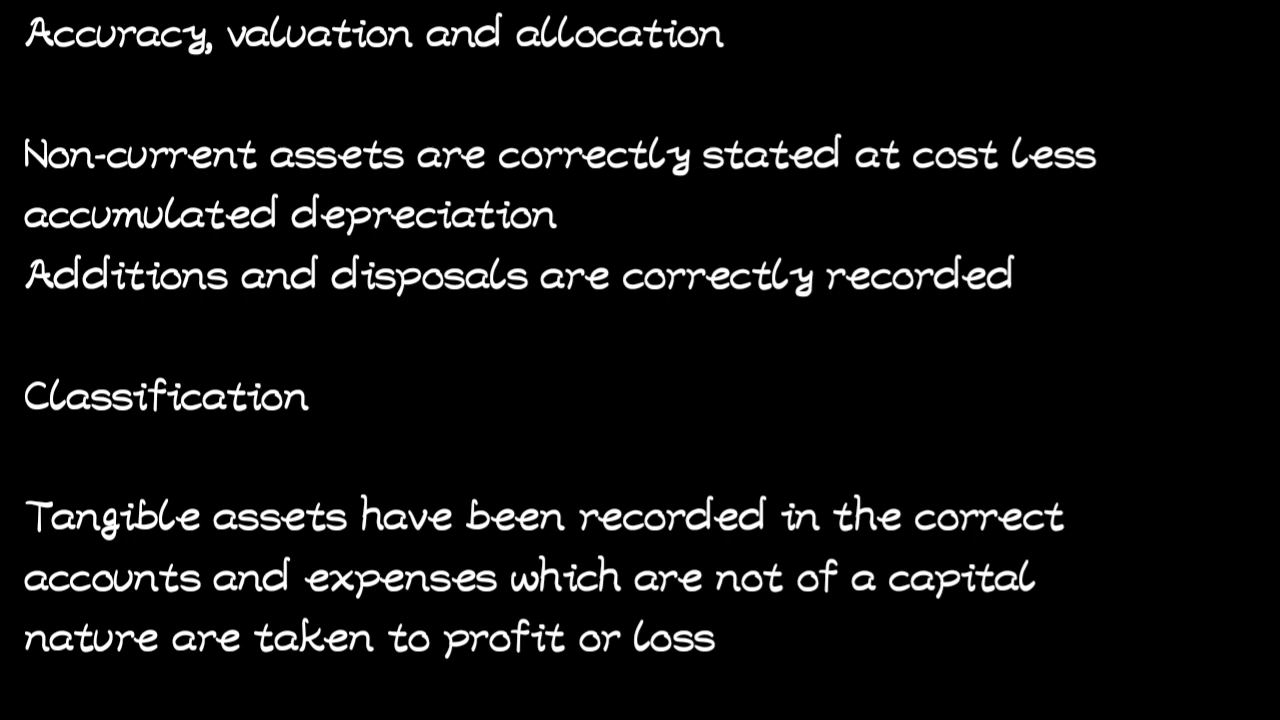 Accuracy, valuation and allocation
Non-current assets are correctly stated at cost less
accumulated depreciation
Additions and disposals are correctly recorded
Classification
Tangible assets have been recorded in the correct
accounts and expenses which are not of a capital
nature are taken to profit or loss